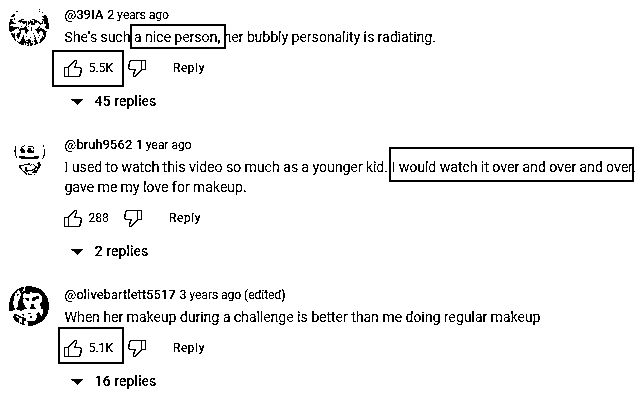 @39IA 2 years ago
She's such a nice person, her bubbly personality is radiating.
5.5K Reply
45 replies
@bruh9562 1 year ago
I used to watch this video so much as a younger kid. I would watch it over and over and over.
gave me my love for makeup.
288 Reply
2 replies
@olivebartlett5517 3 years ago (edited)
When her makeup during a challenge is better than me doing regular makeup
5.1K Reply
16 replies